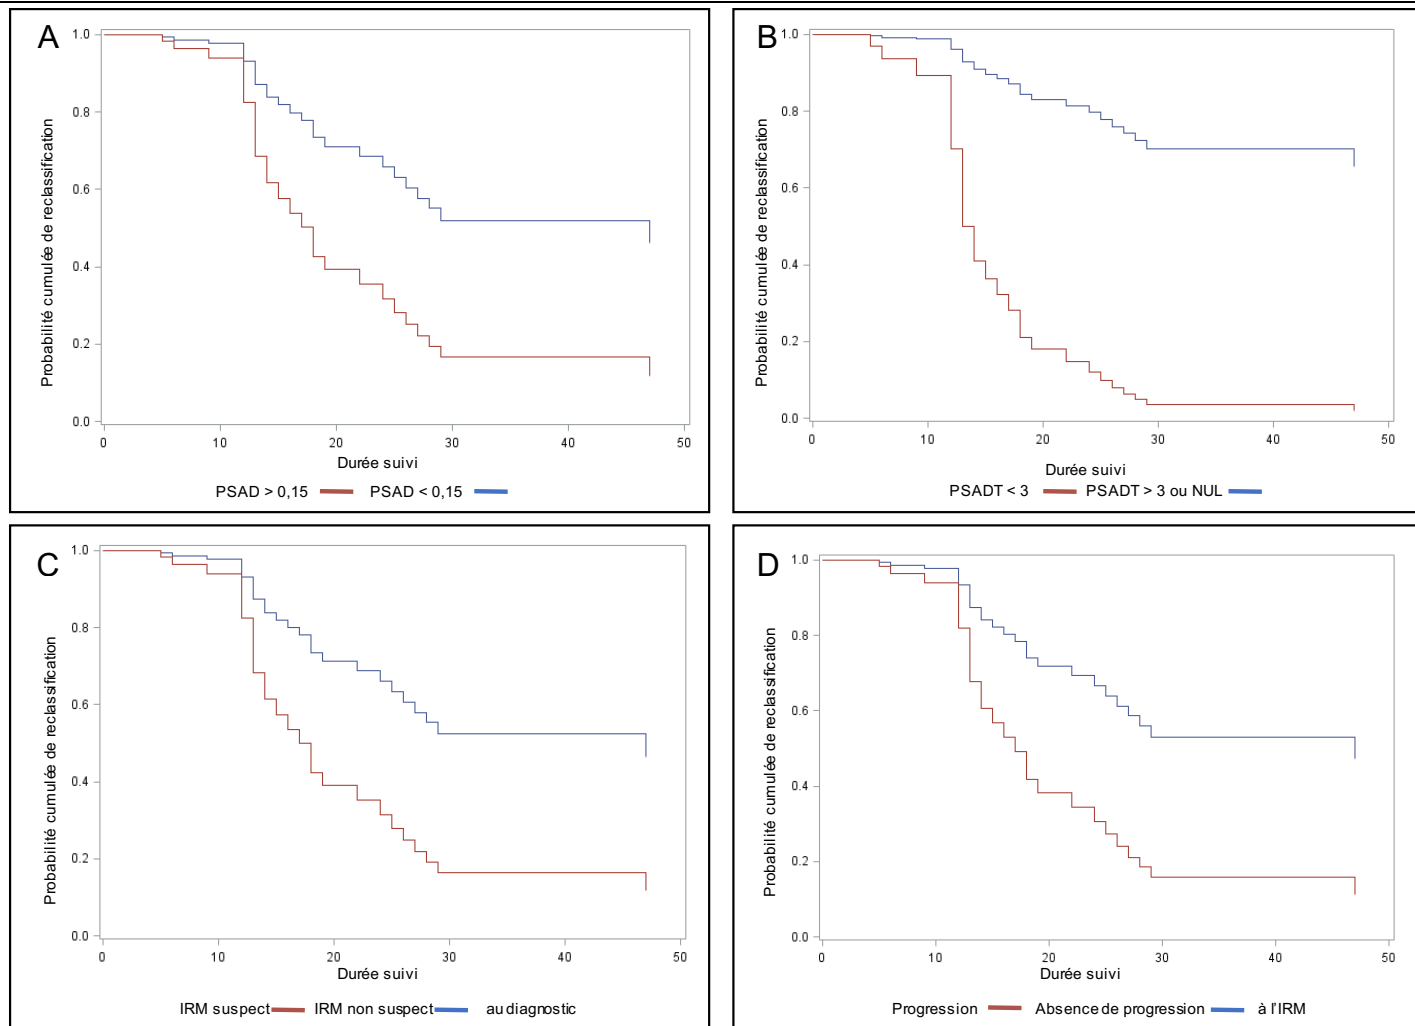 A
Probabilité cumulée de reclassification
1.0
0.8
0.6
0.4
0.2
0.0
0 10 20 30 40 50
Durée suivi
PSAD > 0,15 PSAD < 0,15
B
Probabilité cumulée de reclassification
1.0
0.8
0.6
0.4
0.2
0.0
0 10 20 30 40 50
Durée suivi
PSADT < 3 PSADT > 3 ou NUL
C
Probabilité cumulée de reclassification
1.0
0.8
0.6
0.4
0.2
0.0
0 10 20 30 40 50
Durée suivi
IRM suspect IRM non suspect au diagnostic
D
Probabilité cumulée de reclassification
1.0
0.8
0.6
0.4
0.2
0.0
0 10 20 30 40 50
Durée suivi
Progression Absence de progression à l'IRM